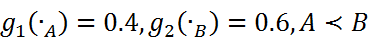 g₁(·_A) = 0.4, g₂(·_B) = 0.6, A ≺ B